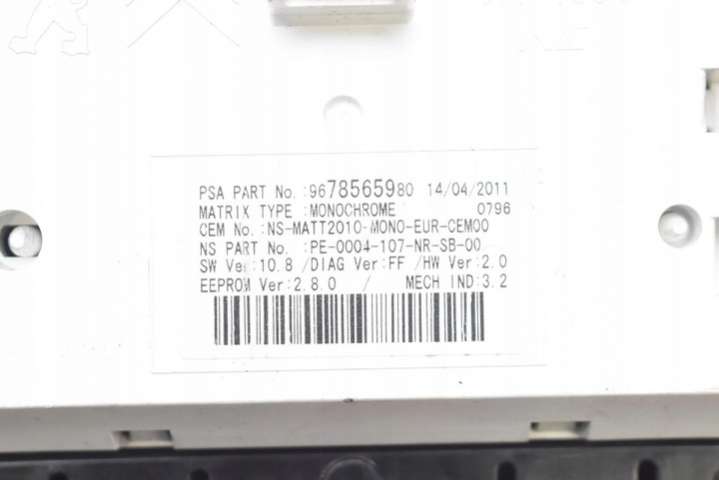 PSA PART No. :9678565980 14/04/2011
MATRIX TYPE :MONOCHROME 0796
CEM No. :NS-MATT2010-MONO-EUR-CEM00
NS PART No. :PE-0004-107-NR-SB-00
SW Ver:10.8 /DIAG Ver:FF /HW Ver:2.0
EEPROM Ver:2.8.0 / MECH IND:3.2